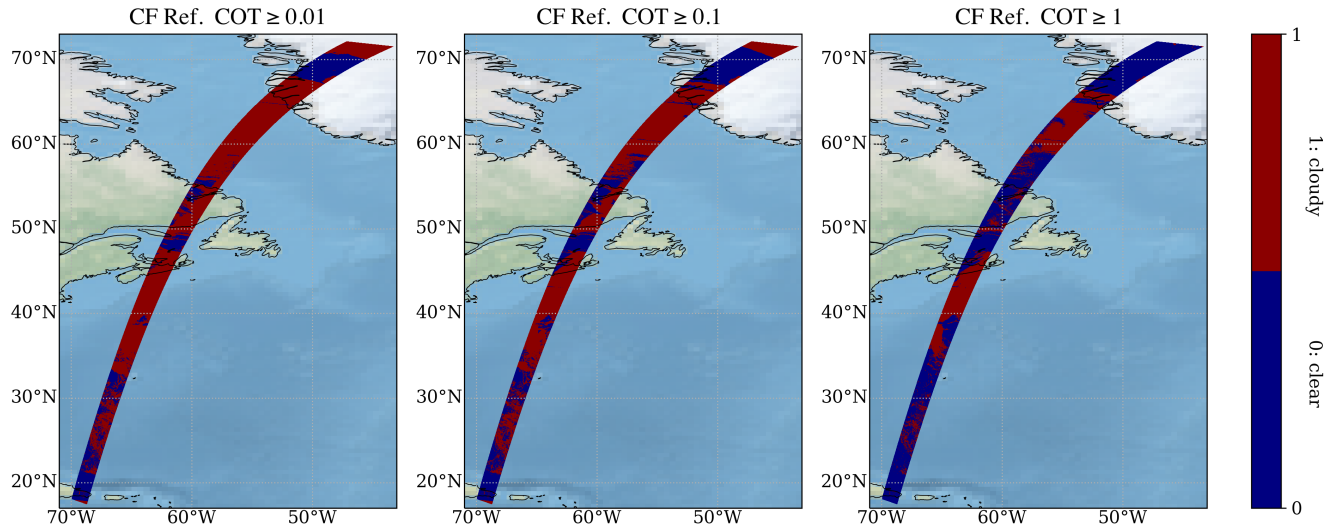 CF Ref. COT ≥ 0.01
CF Ref. COT ≥ 0.1
CF Ref. COT ≥ 1
70°N
60°N
50°N
40°N
30°N
20°N
70°W
60°W
50°W
70°N
60°N
50°N
40°N
30°N
20°N
70°W
60°W
50°W
70°N
60°N
50°N
40°N
30°N
20°N
70°W
60°W
50°W
1
0
1: cloudy
0: clear